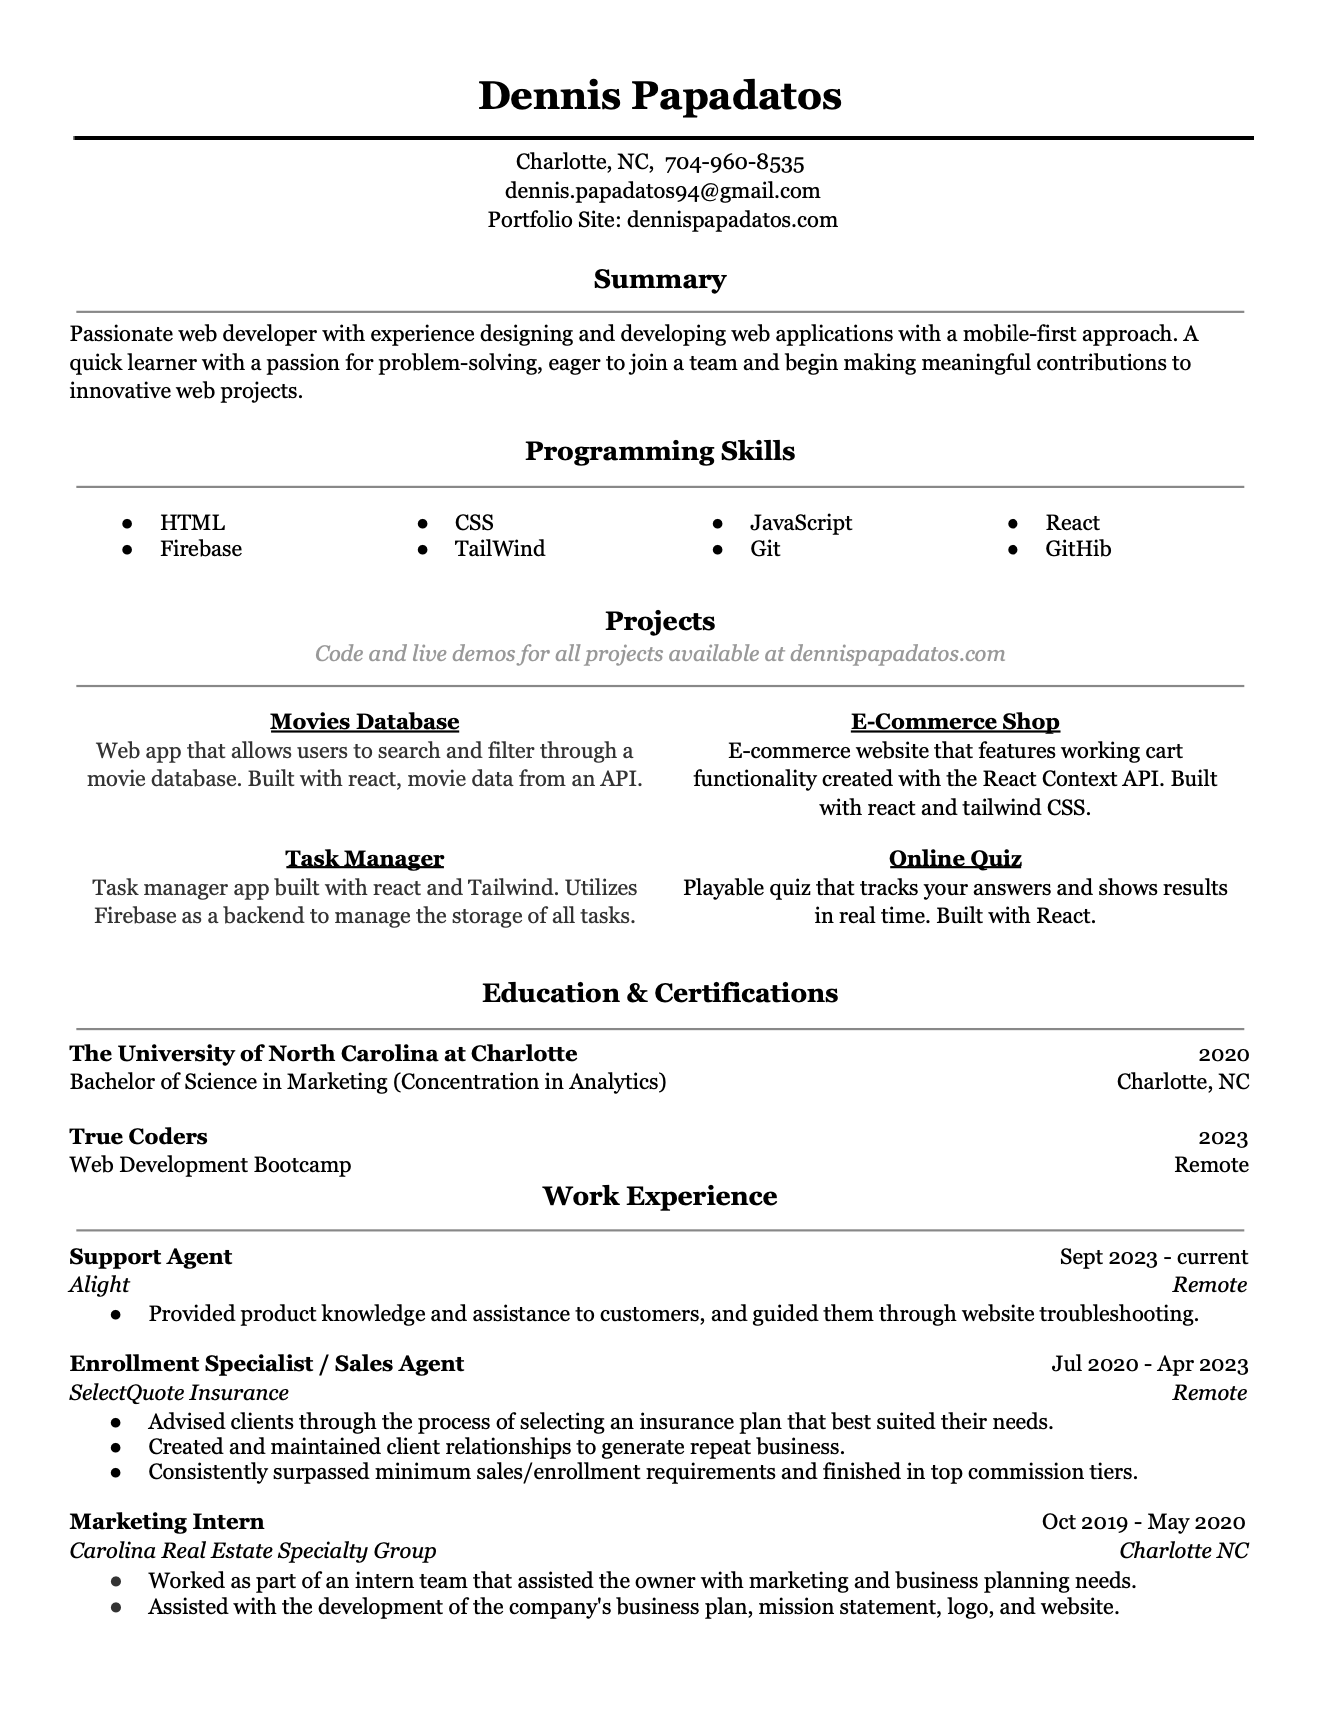 Dennis Papadatos
Charlotte, NC, 704-960-8535
dennis.papadatos94@gmail.com
Portfolio Site: dennispapadatos.com
Summary
Passionate web developer with experience designing and developing web applications with a mobile-first approach. A
quick learner with a passion for problem-solving, eager to join a team and begin making meaningful contributions to
innovative web projects.
Programming Skills
● HTML ● CSS ● JavaScript ● React
● Firebase ● TailWind ● Git ● GitHib
Projects
Code and live demos for all projects available at dennispapadatos.com
Movies Database
Web app that allows users to search and filter through a
movie database. Built with react, movie data from an API.
E-Commerce Shop
E-commerce website that features working cart
functionality created with the React Context API. Built
with react and tailwind CSS.
Task Manager
Task manager app built with react and Tailwind. Utilizes
Firebase as a backend to manage the storage of all tasks.
Online Quiz
Playable quiz that tracks your answers and shows results
in real time. Built with React.
Education & Certifications
The University of North Carolina at Charlotte 2020
Bachelor of Science in Marketing (Concentration in Analytics) Charlotte, NC
True Coders 2023
Web Development Bootcamp Remote
Work Experience
Support Agent Sept 2023 - current
Alight Remote
● Provided product knowledge and assistance to customers, and guided them through website troubleshooting.
Enrollment Specialist / Sales Agent Jul 2020 - Apr 2023
SelectQuote Insurance Remote
● Advised clients through the process of selecting an insurance plan that best suited their needs.
● Created and maintained client relationships to generate repeat business.
● Consistently surpassed minimum sales/enrollment requirements and finished in top commission tiers.
Marketing Intern Oct 2019 - May 2020
Carolina Real Estate Specialty Group Charlotte NC
● Worked as part of an intern team that assisted the owner with marketing and business planning needs.
● Assisted with the development of the company's business plan, mission statement, logo, and website.